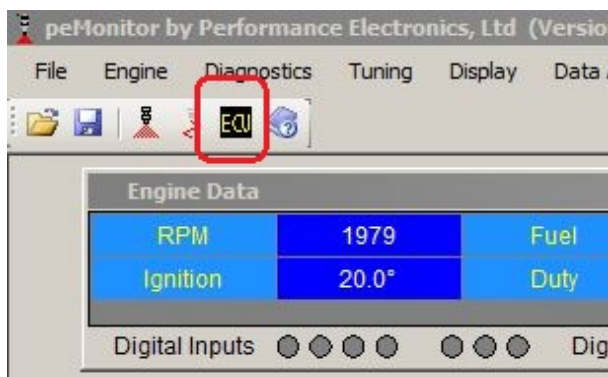 peMonitor by Performance Electronics, Ltd (Versio
File Engine Diagnostics Tuning Display Data
ECU
Engine Data
RPM 1979 Fuel
Ignition 20.0° Duty
Digital Inputs Dig